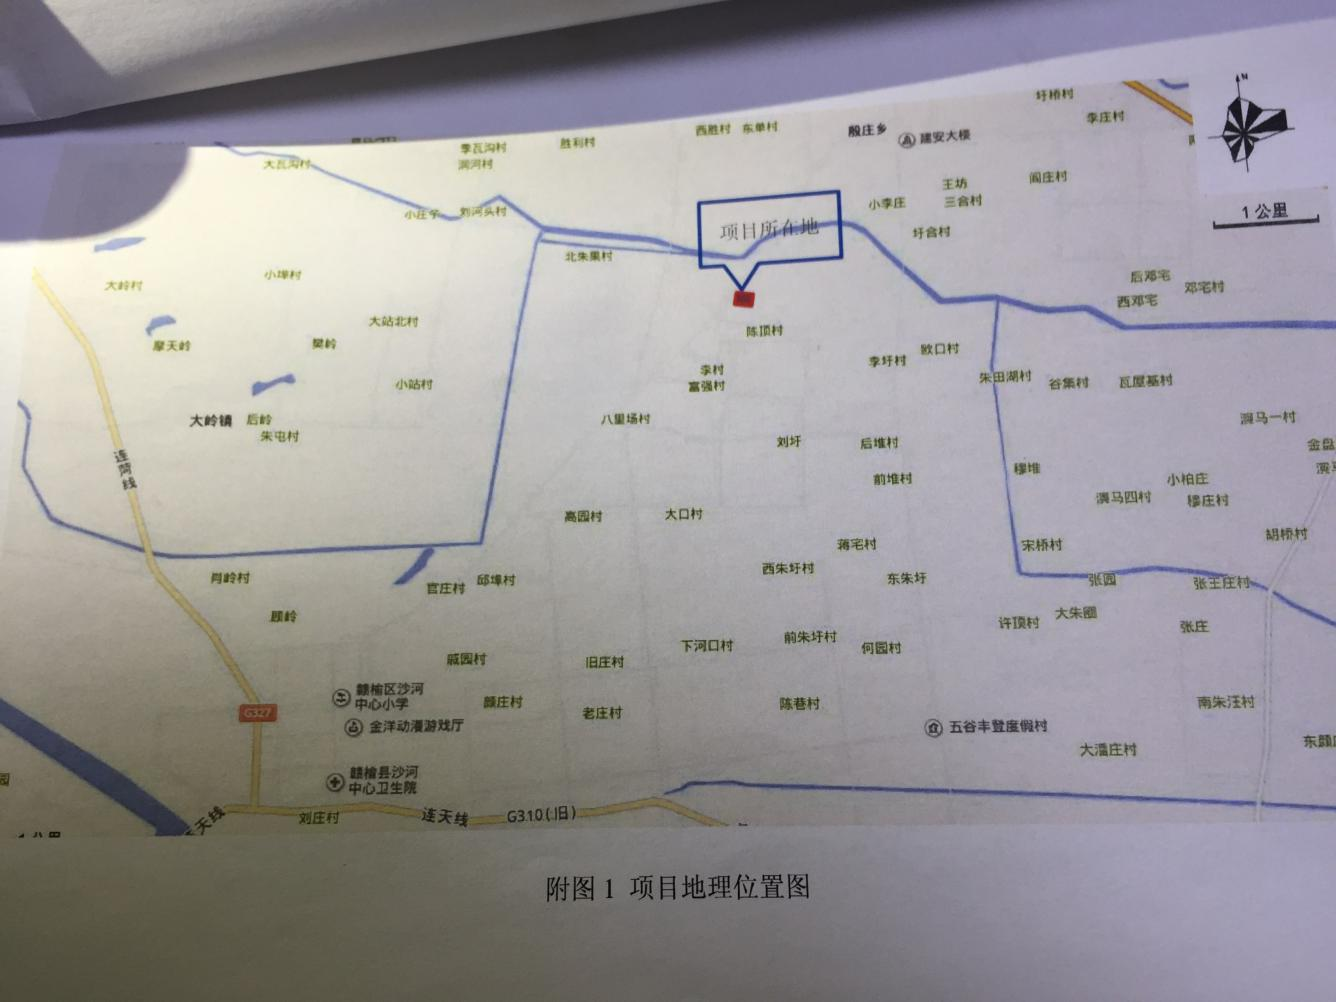 圩桥村
李庄村
西胜村
东单村
殷庄乡
建安大楼
N
季瓦沟村
涧河村
胜利村
大瓦沟村
阎庄村
王坊
三合村
小李庄
小庄子
刘河头村
1 公里
项目所在地
圩合村
北朱果村
大岭村
小埠村
后邓宅
西邓宅
邓宅村
大站北村
陈顶村
摩天岭
樊岭
欧口村
李圩村
李村
富强村
小站村
朱田湖村
谷集村
瓦屋基村
大岭镇
后岭
朱屯村
八里场村
演马一村
刘圩
后堆村
连菏线
穆堆
前堆村
演马四村
小柏庄
穆庄村
高园村
大口村
胡桥村
蒋宅村
宋桥村
西朱圩村
东朱圩
肖岭村
官庄村
邱埠村
张园
张王庄村
顾岭
许顶村
大朱圈
张庄
前朱圩村
下河口村
何园村
戚园村
旧庄村
赣榆区沙河
中心小学
颜庄村
老庄村
陈巷村
南朱汪村
G327
金洋动漫游戏厅
五谷丰登度假村
大潘庄村
赣榆县沙河
中心卫生院
刘庄村
连天线
G310(旧)
附图 1 项目地理位置图